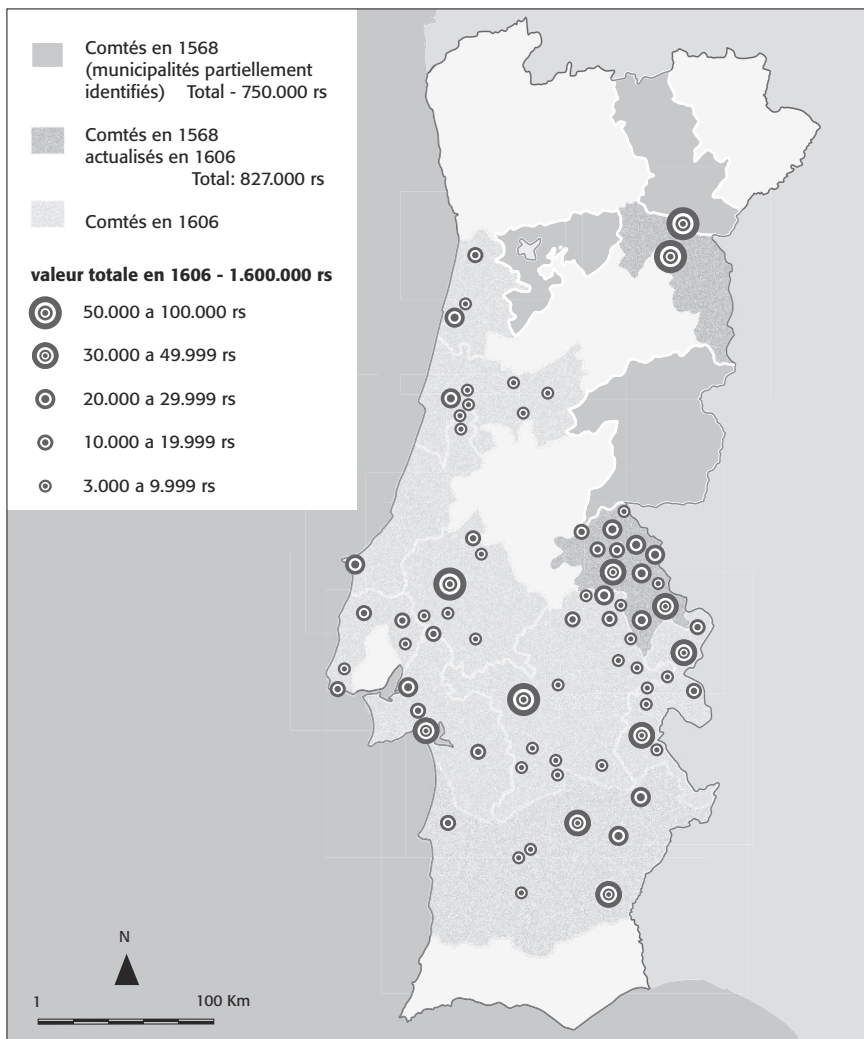 Comtés en 1568
(municipalités partiellement
identifiés) Total - 750.000 rs
Comtés en 1568
actualisés en 1606
Total: 827.000 rs
Comtés en 1606
valeur totale en 1606 - 1.600.000 rs
50.000 a 100.000 rs
30.000 a 49.999 rs
20.000 a 29.999 rs
10.000 a 19.999 rs
3.000 a 9.999 rs
N
1 100 Km